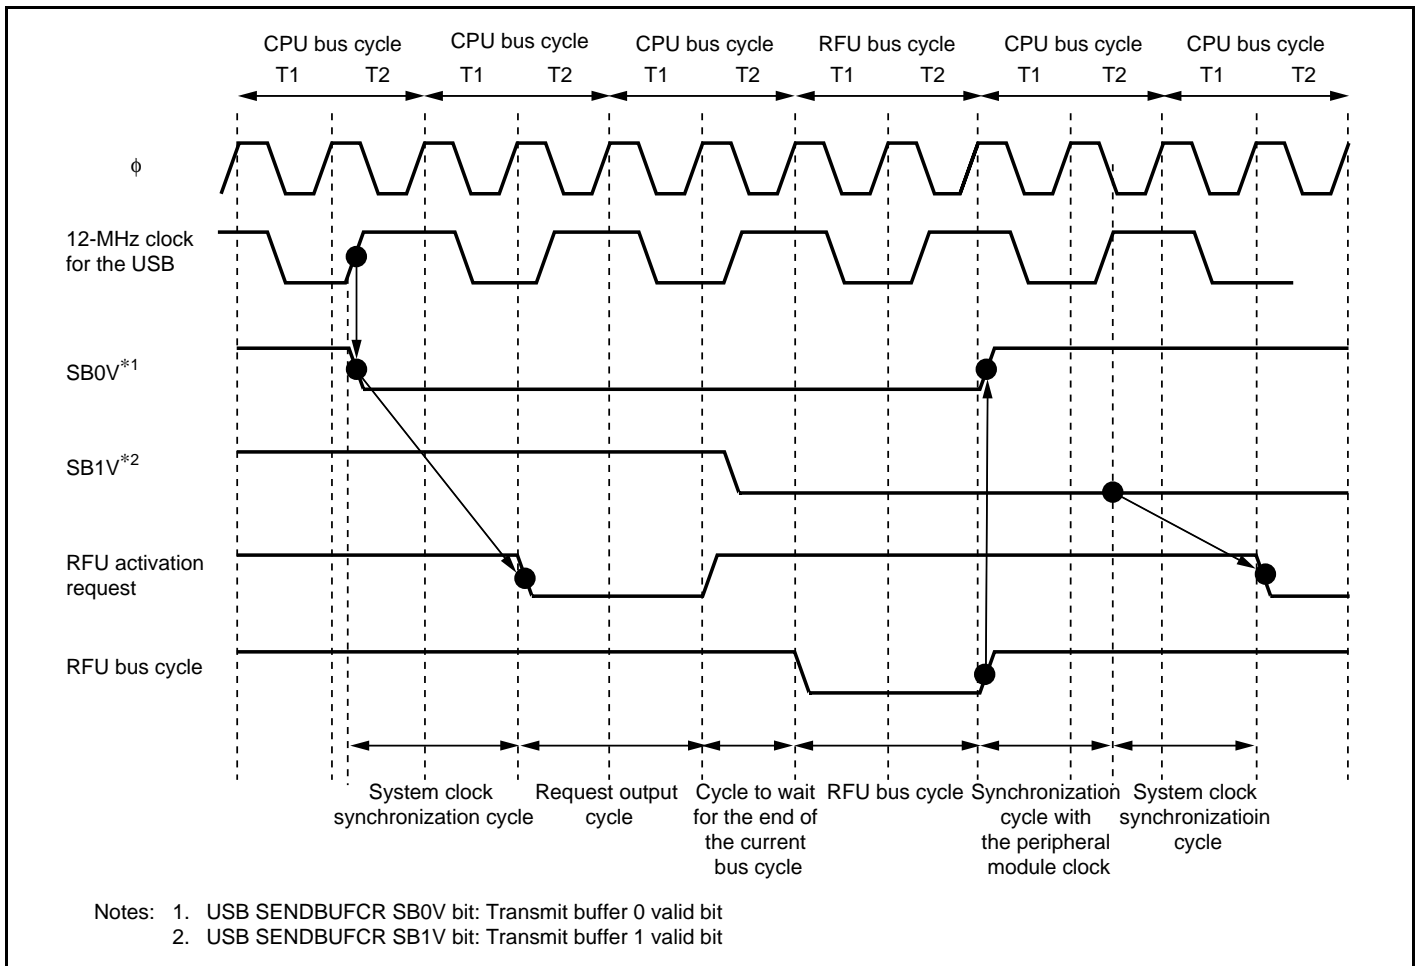 CPU bus cycle CPU bus cycle CPU bus cycle RFU bus cycle CPU bus cycle CPU bus cycle
T1 T2 T1 T2 T1 T2 T1 T2 T1 T2 T1 T2
ϕ
12-MHz clock
for the USB
SB0V*1
SB1V*2
RFU activation
request
RFU bus cycle
System clock
synchronization cycle
Request output
cycle
Cycle to wait
for the end of
the current
bus cycle
RFU bus cycle
Synchronization
cycle with
the peripheral
module clock
System clock
synchronizatioin
cycle
Notes: 1. USB SENDBUFCR SB0V bit: Transmit buffer 0 valid bit
2. USB SENDBUFCR SB1V bit: Transmit buffer 1 valid bit